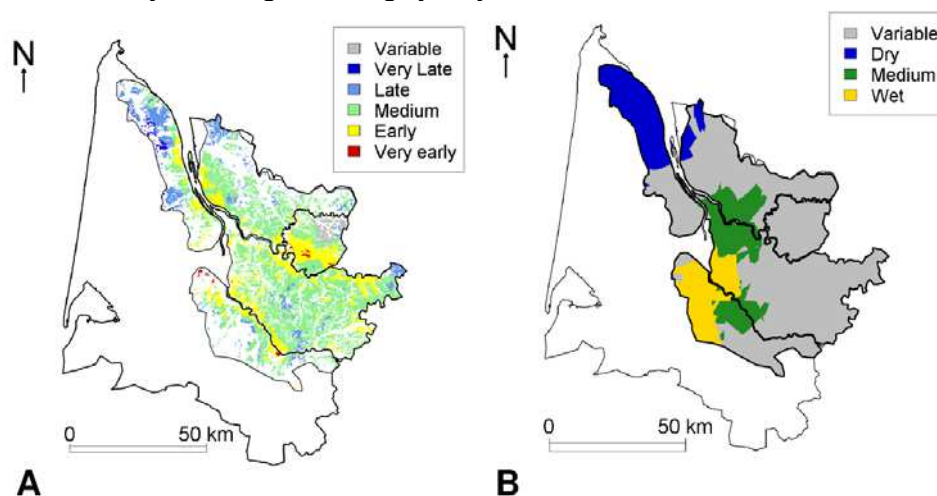 N
Variable
Very Late
Late
Medium
Early
Very early
0
50 km
A
N
Variable
Dry
Medium
Wet
0
50 km
B